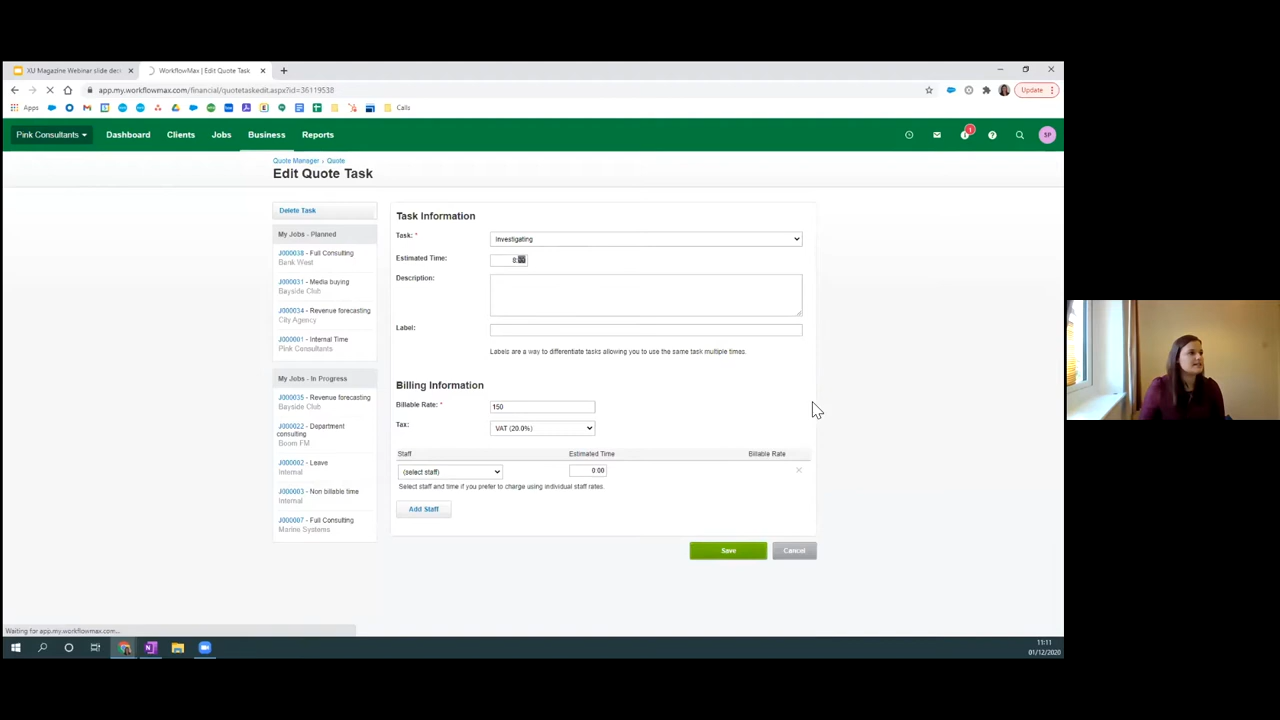 XU Magazine Webinar slide dec
WorkflowMax | Edit Quote Task
app.my.workflowmax.com/financial/quotetaskedit.aspx?id=36119538
Update
Apps
Calls
Pink Consultants
Dashboard
Clients
Jobs
Business
Reports
1
SP
Quote Manager › Quote
Edit Quote Task
Delete Task
My Jobs - Planned
J000038 - Full Consulting
Bank West
J000031 - Media buying
Bayside Club
J000034 - Revenue forecasting
City Agency
J000001 - Internal Time
Pink Consultants
My Jobs - In Progress
J000035 - Revenue forecasting
Bayside Club
J000022 - Department
consulting
Boom FM
J000002 - Leave
Internal
J000003 - Non billable time
Internal
J000007 - Full Consulting
Marine Systems
Task Information
Task: *
Investigating
Estimated Time:
8:00
Description:
Label:
Labels are a way to differentiate tasks allowing you to use the same task multiple times.
Billing Information
Billable Rate: *
150
Tax:
VAT (20.0%)
Staff
Estimated Time
Billable Rate
(select staff)
0:00
Select staff and time if you prefer to charge using individual staff rates.
Add Staff
Save
Cancel
Waiting for app.my.workflowmax.com...
11:11
01/12/2020